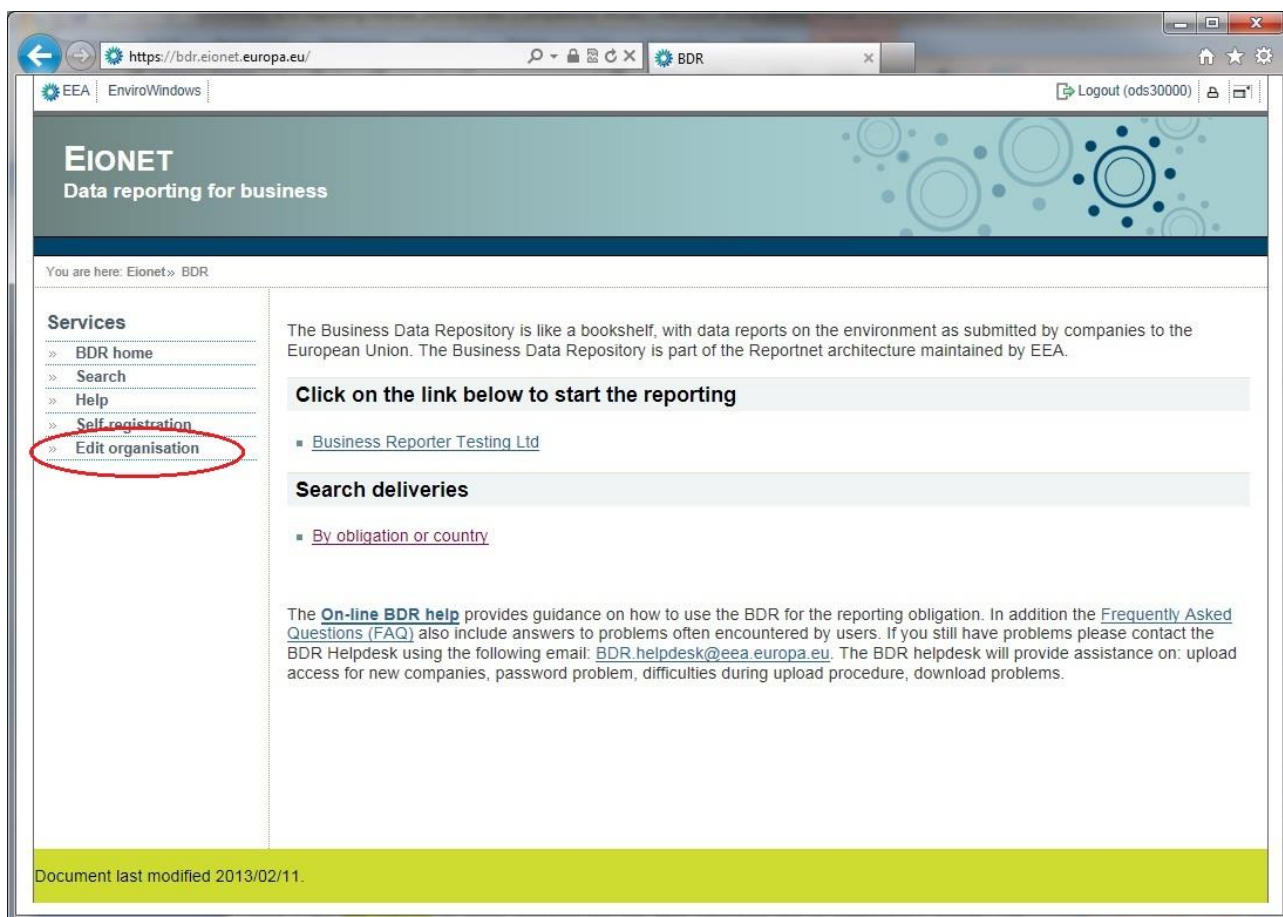 https://bdr.eionet.europa.eu/
BDR
EEA EnviroWindows
Logout (ods30000)
EIONET
Data reporting for business
You are here: Eionet» BDR
Services
» BDR home
» Search
» Help
» Self-registration
» Edit organisation
The Business Data Repository is like a bookshelf, with data reports on the environment as submitted by companies to the
European Union. The Business Data Repository is part of the Reportnet architecture maintained by EEA.
Click on the link below to start the reporting
Business Reporter Testing Ltd
Search deliveries
By obligation or country
The On-line BDR help provides guidance on how to use the BDR for the reporting obligation. In addition the Frequently Asked
Questions (FAQ) also include answers to problems often encountered by users. If you still have problems please contact the
BDR Helpdesk using the following email: BDR.helpdesk@eea.europa.eu. The BDR helpdesk will provide assistance on: upload
access for new companies, password problem, difficulties during upload procedure, download problems.
Document last modified 2013/02/11.